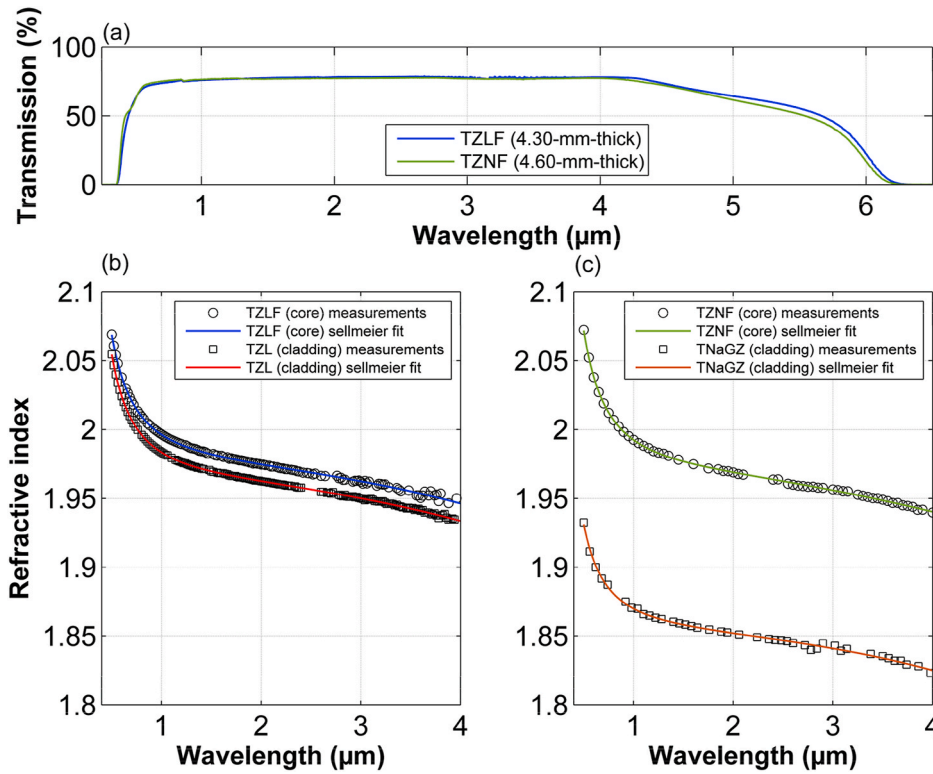 (a)
Transmission (%)
100
50
0
TZLF (4.30-mm-thick)
TZNF (4.60-mm-thick)
1 2 3 4 5 6
Wavelength (µm)
(b)
Refractive index
2.1
2.05
2
1.95
1.9
1.85
1.8
TZLF (core) measurements
TZLF (core) sellmeier fit
TZL (cladding) measurements
TZL (cladding) sellmeier fit
1 2 3 4
Wavelength (µm)
(c)
2.1
2.05
2
1.95
1.9
1.85
1.8
TZNF (core) measurements
TZNF (core) sellmeier fit
TNaGZ (cladding) measurements
TNaGZ (cladding) sellmeier fit
1 2 3 4
Wavelength (µm)